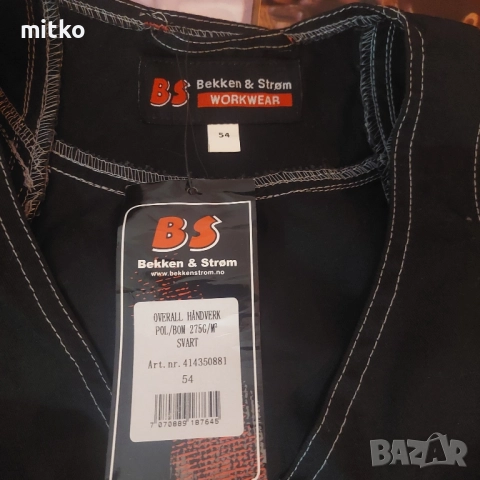 mitko
BS Bekken & Strøm
WORKWEAR
54
BS
Bekken & Strøm
www.bekkenstrom.no
OVERALL HÅNDVERK
POL/BOM 275G/M²
SVART
Art.nr. 414350881
54
7 070889 187645
BAZAR